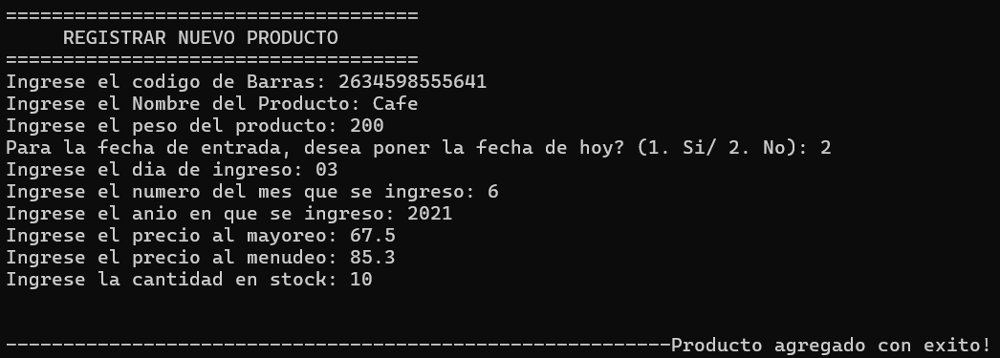 ====================================
     REGISTRAR NUEVO PRODUCTO
====================================
Ingrese el codigo de Barras: 2634598555641
Ingrese el Nombre del Producto: Cafe
Ingrese el peso del producto: 200
Para la fecha de entrada, desea poner la fecha de hoy? (1. Si/ 2. No): 2
Ingrese el dia de ingreso: 03
Ingrese el numero del mes que se ingreso: 6
Ingrese el anio en que se ingreso: 2021
Ingrese el precio al mayoreo: 67.5
Ingrese el precio al menudeo: 85.3
Ingrese la cantidad en stock: 10
----------------------------------------------------------Producto agregado con exito!